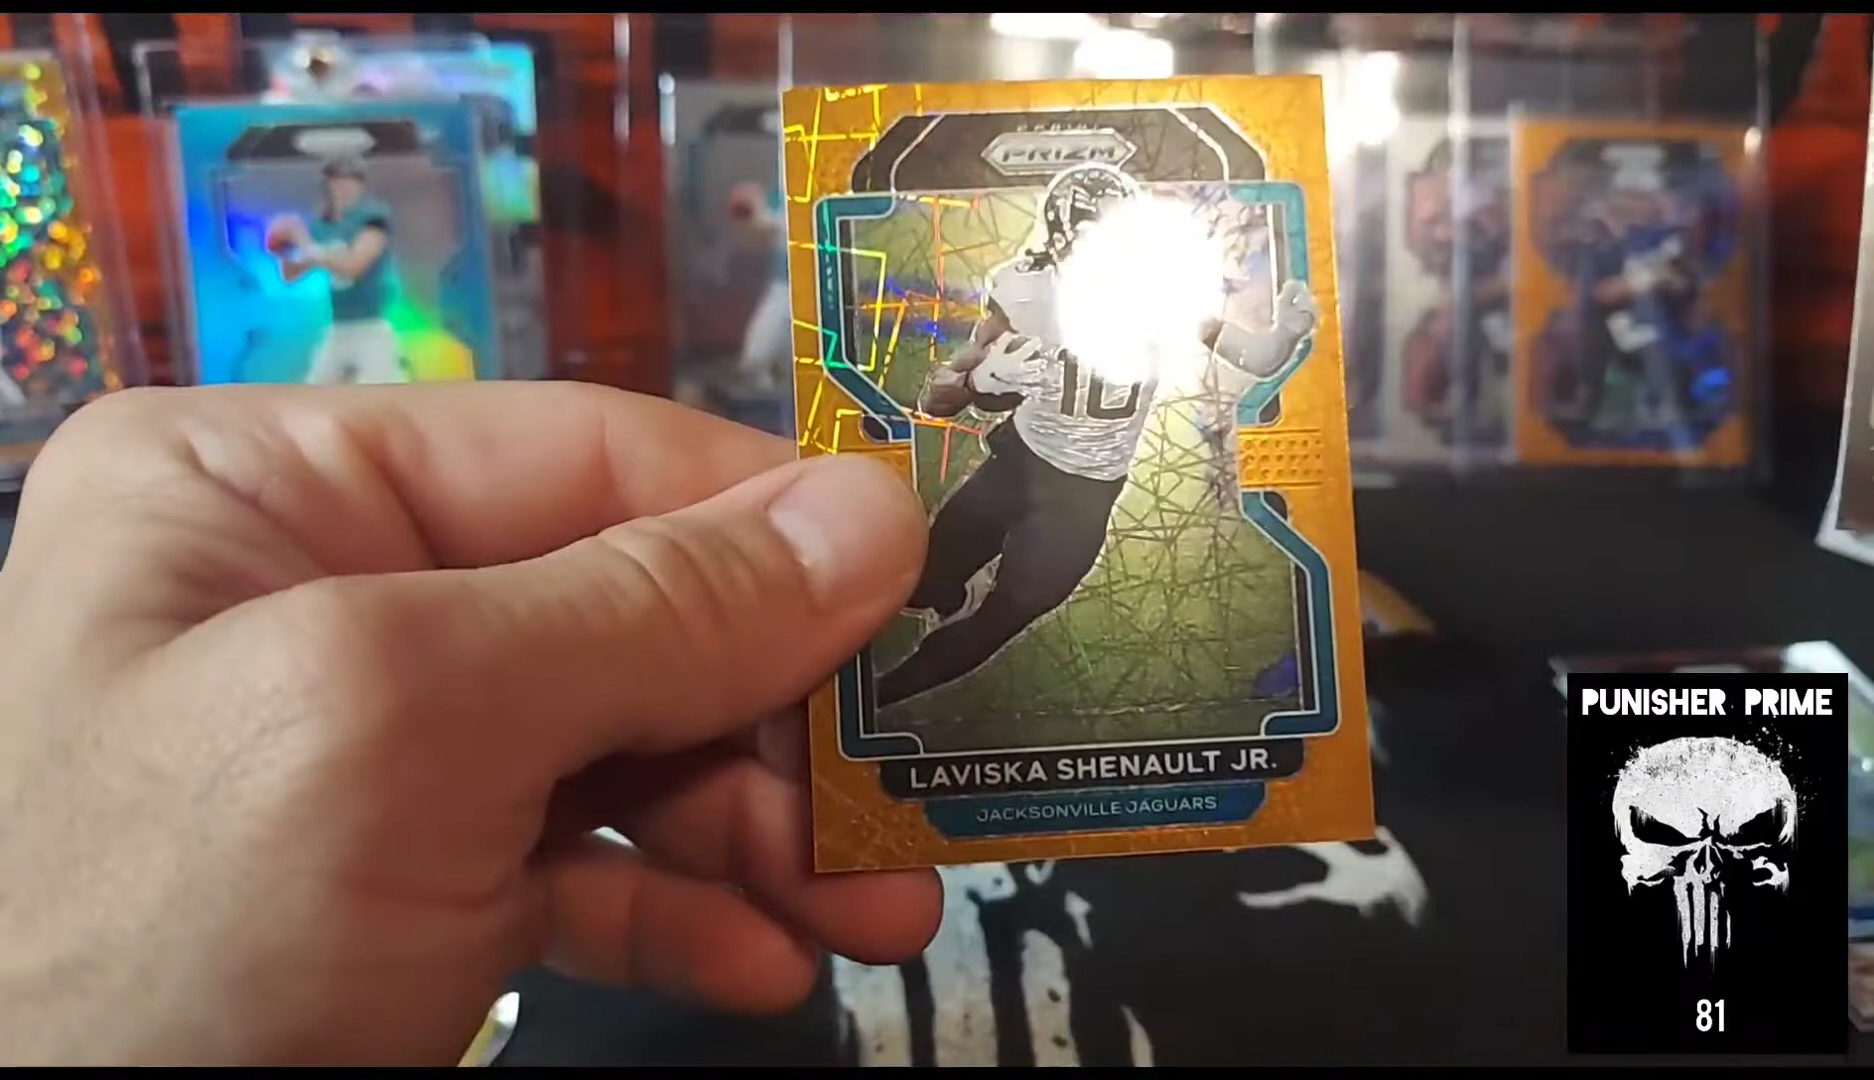 PRIZM
10
LAVISKA SHENAULT JR.
JACKSONVILLE JAGUARS
PUNISHER PRIME
81